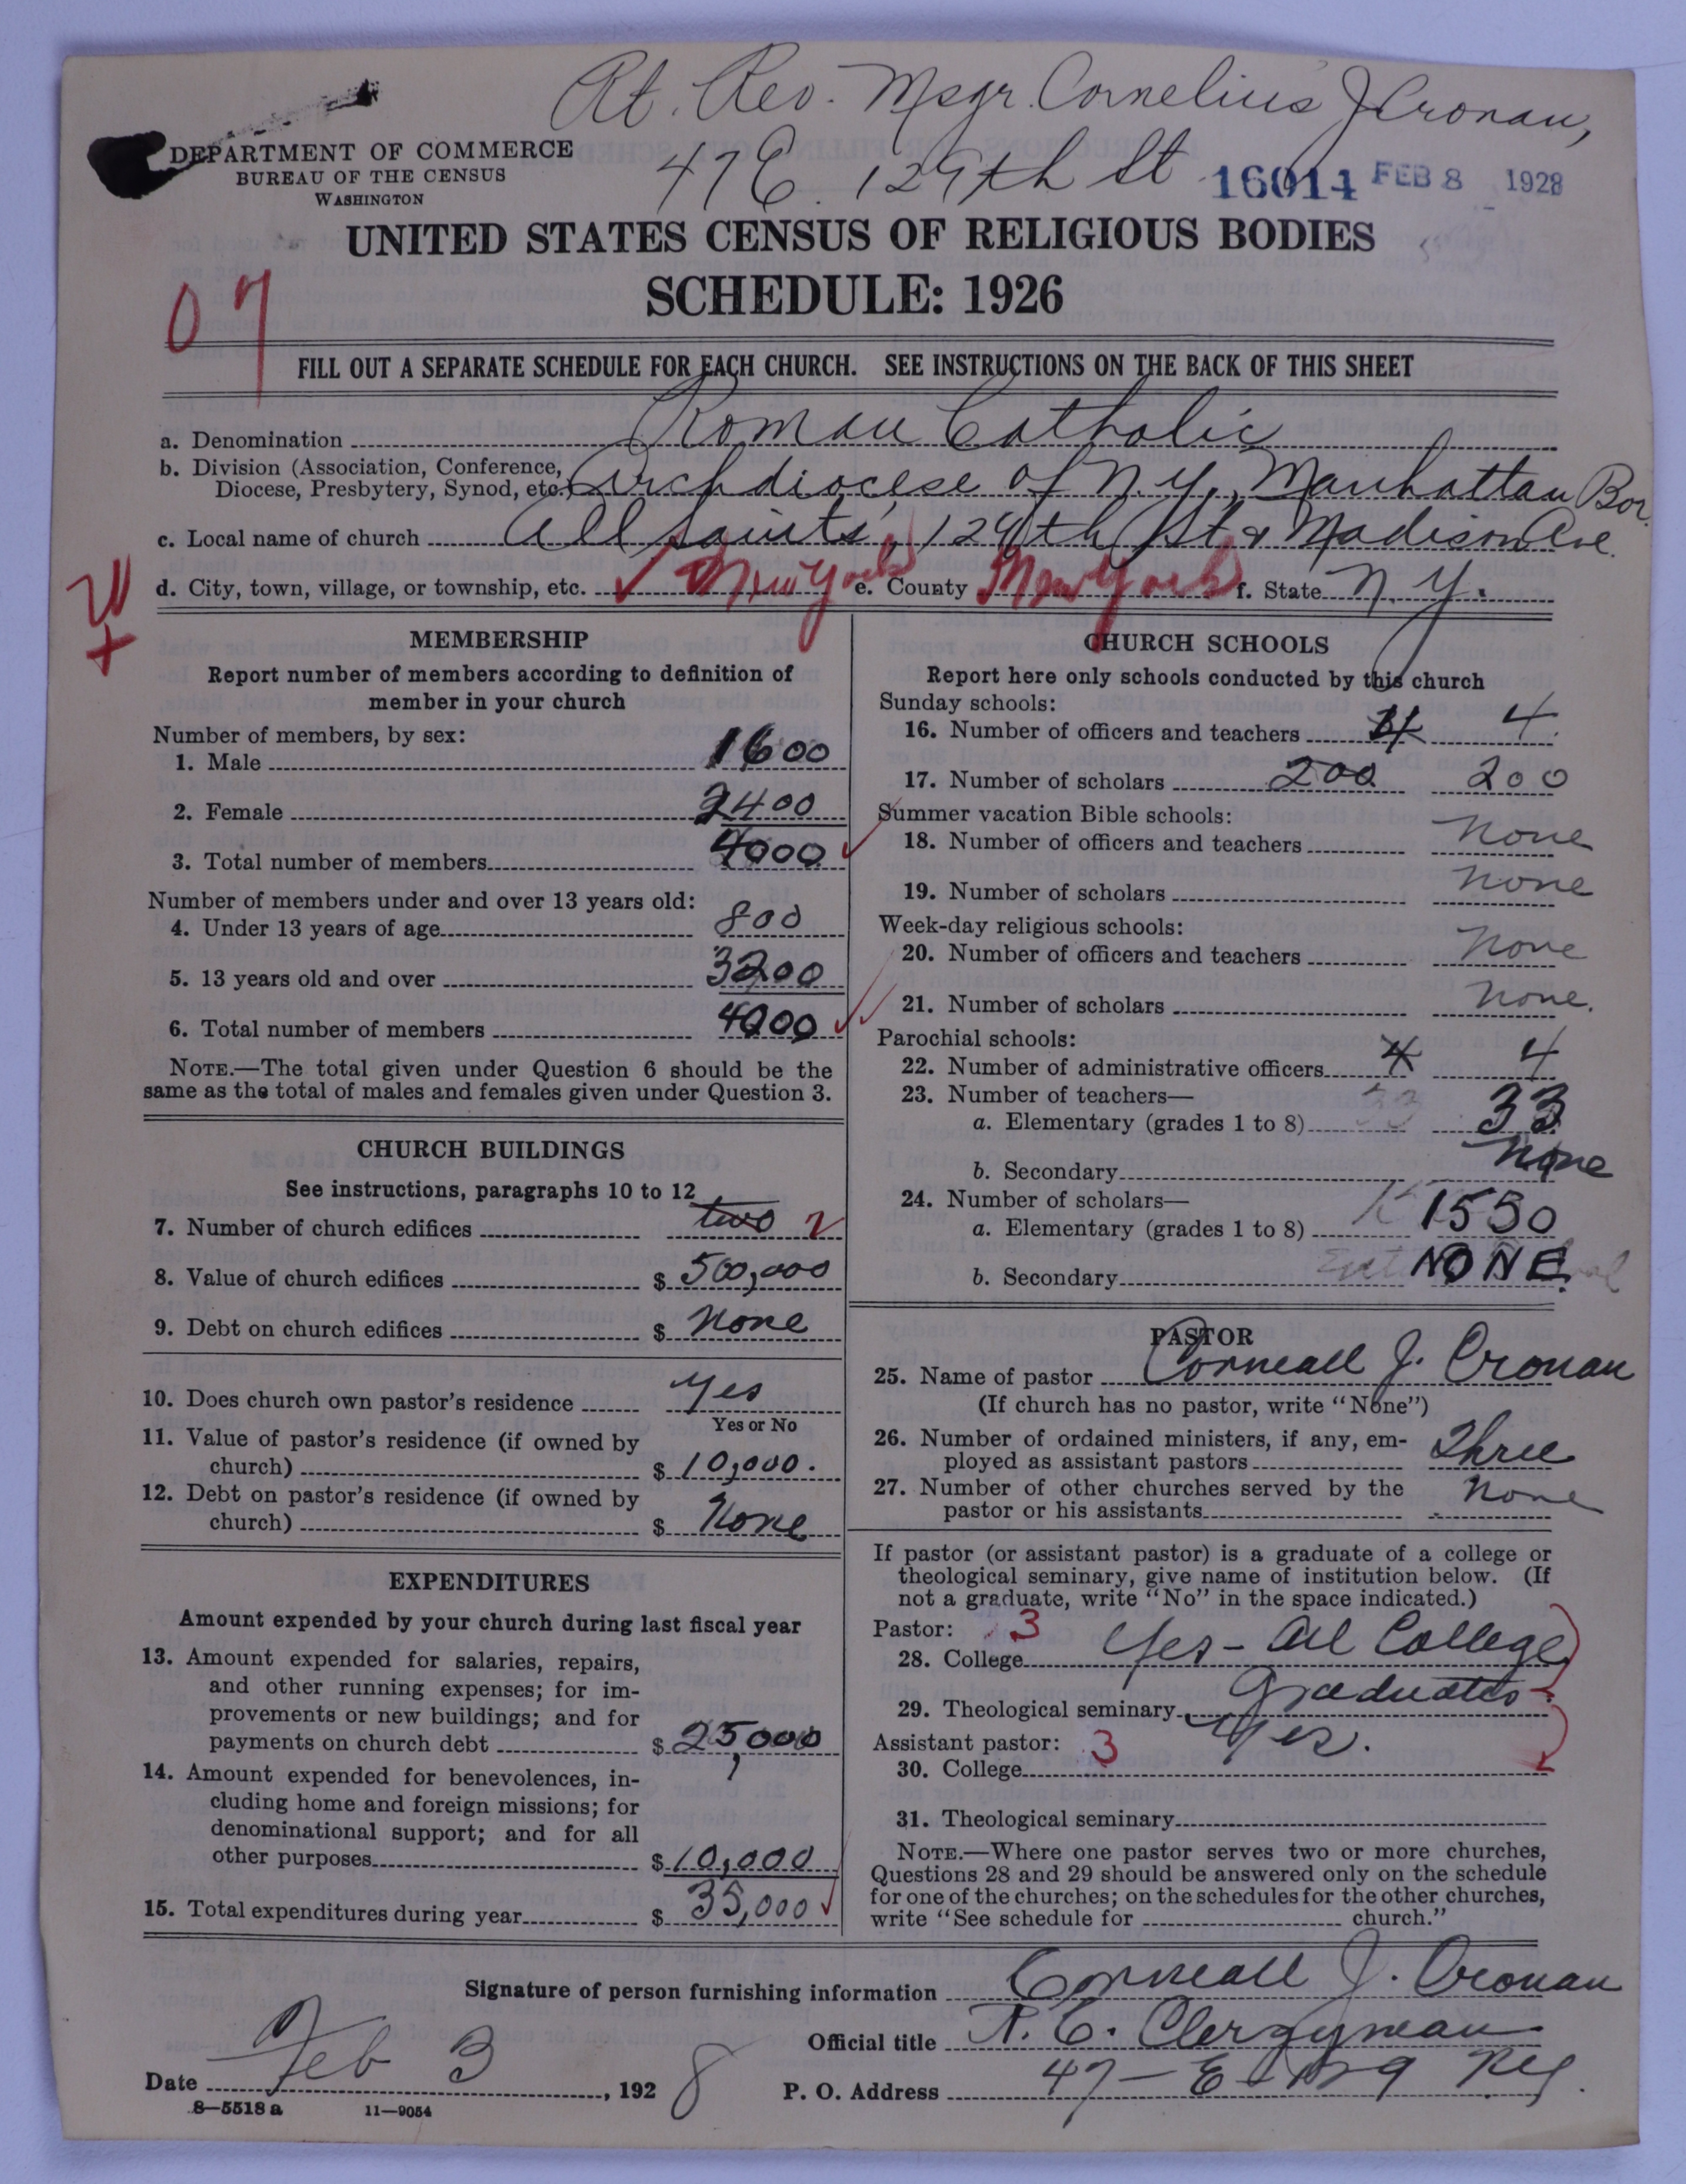 Rt. Rev. Msgr. Cornelius J Cronan,
47 E. 129th St
DEPARTMENT OF COMMERCE
BUREAU OF THE CENSUS
WASHINGTON
16014 FEB 8 1928
UNITED STATES CENSUS OF RELIGIOUS BODIES
SCHEDULE: 1926
07
FILL OUT A SEPARATE SCHEDULE FOR EACH CHURCH. SEE INSTRUCTIONS ON THE BACK OF THIS SHEET
a. Denomination Roman Catholic
b. Division (Association, Conference, Diocese, Presbytery, Synod, etc.) Archdiocese of N.Y., Manhattan Bor.
c. Local name of church All Saints', 129th St & Madison Ave.
d. City, town, village, or township, etc. New York e. County New York f. State N. Y.
MEMBERSHIP
Report number of members according to definition of
member in your church
Number of members, by sex:
1. Male 1600
2. Female 2400
3. Total number of members 4000
Number of members under and over 13 years old:
4. Under 13 years of age 800
5. 13 years old and over 3200
6. Total number of members 4000
NOTE.—The total given under Question 6 should be the
same as the total of males and females given under Question 3.
CHURCH BUILDINGS
See instructions, paragraphs 10 to 12
7. Number of church edifices two 2
8. Value of church edifices $ 500,000
9. Debt on church edifices $ None
10. Does church own pastor's residence Yes
Yes or No
11. Value of pastor's residence (if owned by
church) $ 10,000.
12. Debt on pastor's residence (if owned by
church) $ None
EXPENDITURES
Amount expended by your church during last fiscal year
13. Amount expended for salaries, repairs,
and other running expenses; for im-
provements or new buildings; and for
payments on church debt $ 25,000
14. Amount expended for benevolences, in-
cluding home and foreign missions; for
denominational support; and for all
other purposes $ 10,000
15. Total expenditures during year $ 35,000
CHURCH SCHOOLS
Report here only schools conducted by this church
Sunday schools:
16. Number of officers and teachers 4 4
17. Number of scholars 200 200
Summer vacation Bible schools:
18. Number of officers and teachers None
19. Number of scholars None
Week-day religious schools:
20. Number of officers and teachers None
21. Number of scholars None.
Parochial schools:
22. Number of administrative officers 4 4
23. Number of teachers—
a. Elementary (grades 1 to 8) 33 33
b. Secondary None
24. Number of scholars—
a. Elementary (grades 1 to 8) 1550
b. Secondary NONE.
PASTOR
25. Name of pastor Corneall J. Cronan
(If church has no pastor, write "None")
26. Number of ordained ministers, if any, em-
ployed as assistant pastors Three
27. Number of other churches served by the
pastor or his assistants None
If pastor (or assistant pastor) is a graduate of a college or
theological seminary, give name of institution below. (If
not a graduate, write "No" in the space indicated.)
Pastor: 3
28. College Yes - All College
Graduates
29. Theological seminary Yes.
Assistant pastor: 3
30. College
31. Theological seminary
NOTE.—Where one pastor serves two or more churches,
Questions 28 and 29 should be answered only on the schedule
for one of the churches; on the schedules for the other churches,
write "See schedule for church."
Signature of person furnishing information Corneall J. Cronan
Official title R. C. Clergyman
Date Feb 3, 1928 P. O. Address 47 - E - 129 N.Y.
8—5518 a 11—9054